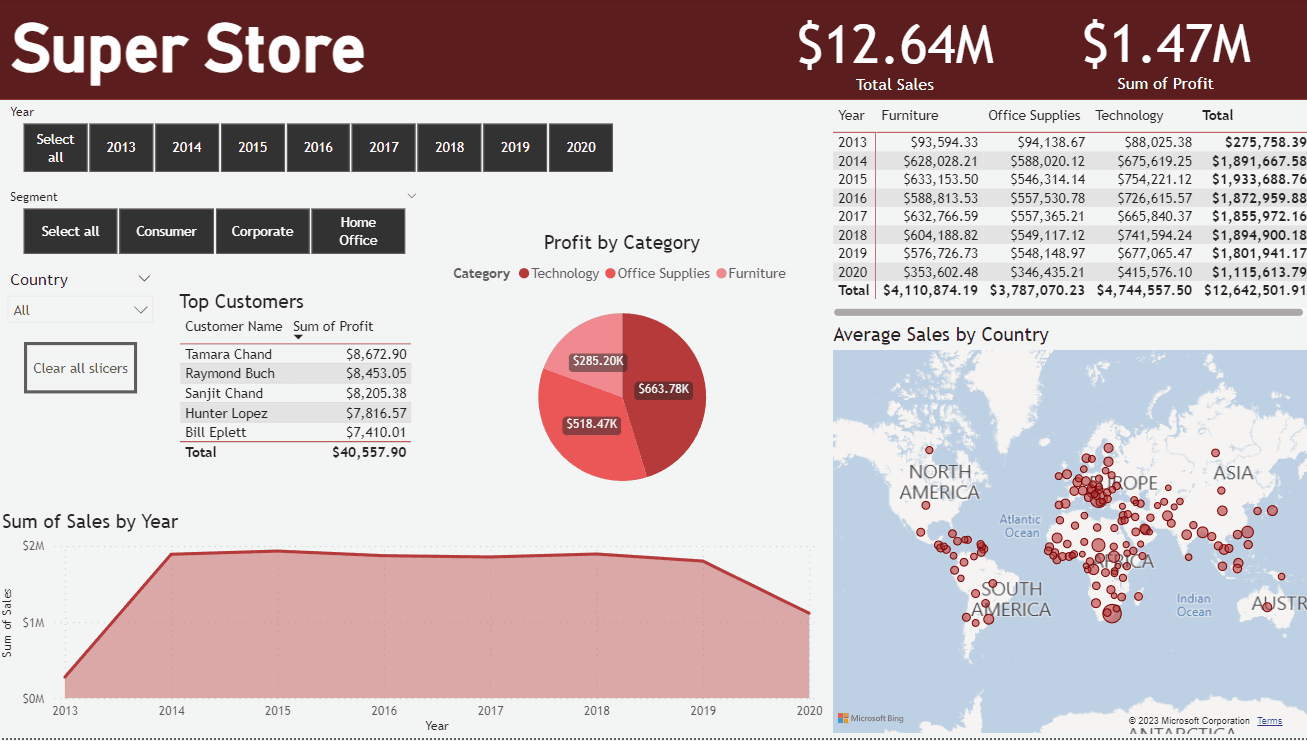 Super Store
$12.64M
Total Sales
$1.47M
Sum of Profit
Year
Select all
2013
2014
2015
2016
2017
2018
2019
2020
Segment
Select all
Consumer
Corporate
Home Office
Country
All
Clear all slicers
Top Customers
Customer Name Sum of Profit
Tamara Chand $8,672.90
Raymond Buch $8,453.05
Sanjit Chand $8,205.38
Hunter Lopez $7,816.57
Bill Eplett $7,410.01
Total $40,557.90
Profit by Category
Category Technology Office Supplies Furniture
$285.20K
$663.78K
$518.47K
Year Furniture Office Supplies Technology Total
2013 $93,594.33 $94,138.67 $88,025.38 $275,758.39
2014 $628,028.21 $588,020.12 $675,619.25 $1,891,667.58
2015 $633,153.50 $546,314.14 $754,221.12 $1,933,688.76
2016 $588,813.53 $557,530.78 $726,615.57 $1,872,959.88
2017 $632,766.59 $557,365.21 $665,840.37 $1,855,972.16
2018 $604,188.82 $549,117.12 $741,594.24 $1,894,900.18
2019 $576,726.73 $548,148.97 $677,065.47 $1,801,941.17
2020 $353,602.48 $346,435.21 $415,576.10 $1,115,613.79
Total $4,110,874.19 $3,787,070.23 $4,744,557.50 $12,642,501.91
Sum of Sales by Year
Sum of Sales
$2M
$1M
$0M
2013 2014 2015 2016 2017 2018 2019 2020
Year
Average Sales by Country
NORTH AMERICA
ASIA
Atlantic Ocean
SOUTH AMERICA
Indian Ocean
Microsoft Bing
© 2023 Microsoft Corporation Terms